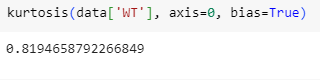 kurtosis(data['WT'], axis=0, bias=True)
0.8194658792266849